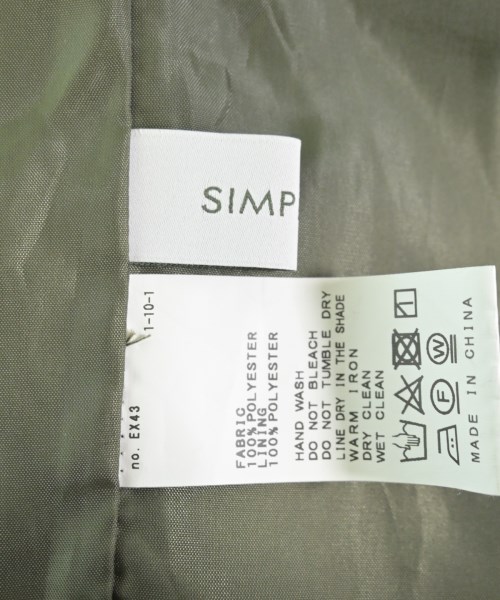 SIMP
1-10-1
no. EX43
FABRIC
100%POLYESTER
LINING
100%POLYESTER
HAND WASH
DO NOT BLEACH
DO NOT TUMBLE DRY
LINE DRY IN THE SHADE
WARM IRON
DRY CLEAN
WET CLEAN
F
W
MADE IN CHINA